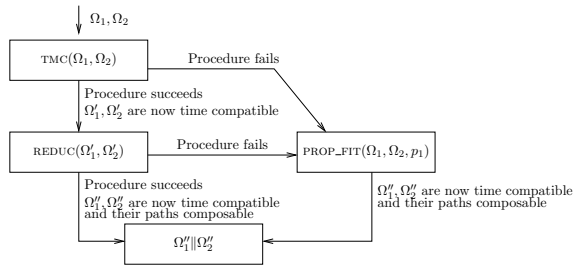 Ω₁, Ω₂
TMC(Ω₁, Ω₂)
Procedure fails
Procedure succeeds
Ω′₁, Ω′₂ are now time compatible
REDUC(Ω′₁, Ω′₂)
Procedure fails
PROP_FIT(Ω₁, Ω₂, p₁)
Procedure succeeds
Ω″₁, Ω″₂ are now time compatible
and their paths composable
Ω″₁, Ω″₂ are now time compatible
and their paths composable
Ω″₁∥Ω″₂